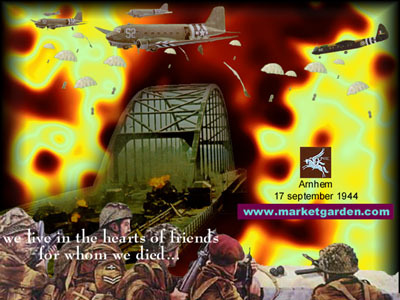 Arnhem
17 september 1944
www.marketgarden.com
we live in the hearts of friends
for whom we died...